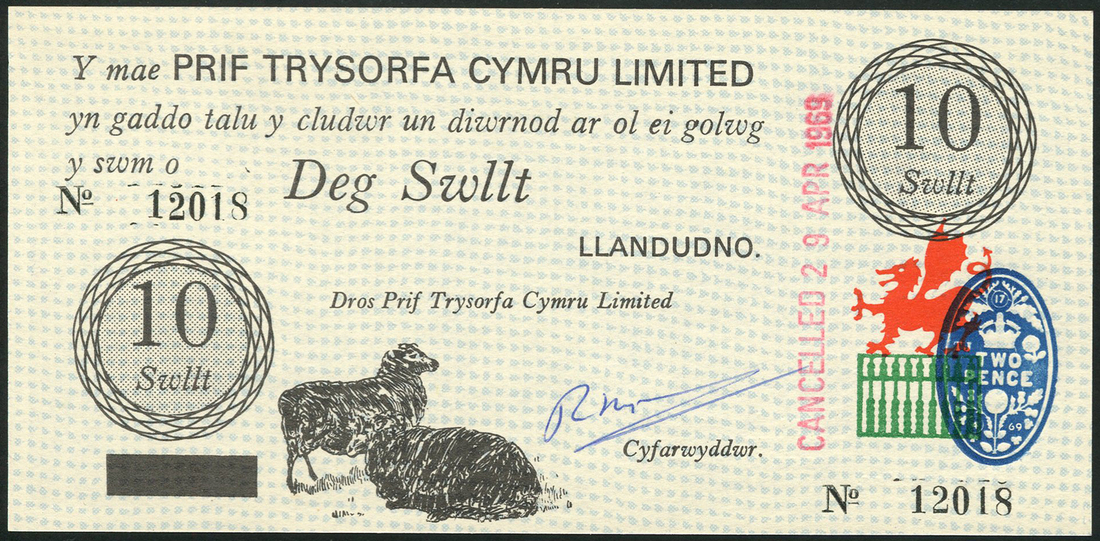 Y mae PRIF TRYSORFA CYMRU LIMITED
yn gaddo talu y cludwr un diwrnod ar ol ei golwg
y swm o
Deg Swllt
Nº 12018
10
Swllt
LLANDUDNO.
Dros Prif Trysorfa Cymru Limited
10
Swllt
Cyfarwyddwr.
CANCELLED 29 APR 1969
17
TWO
PENCE
69
Nº 12018